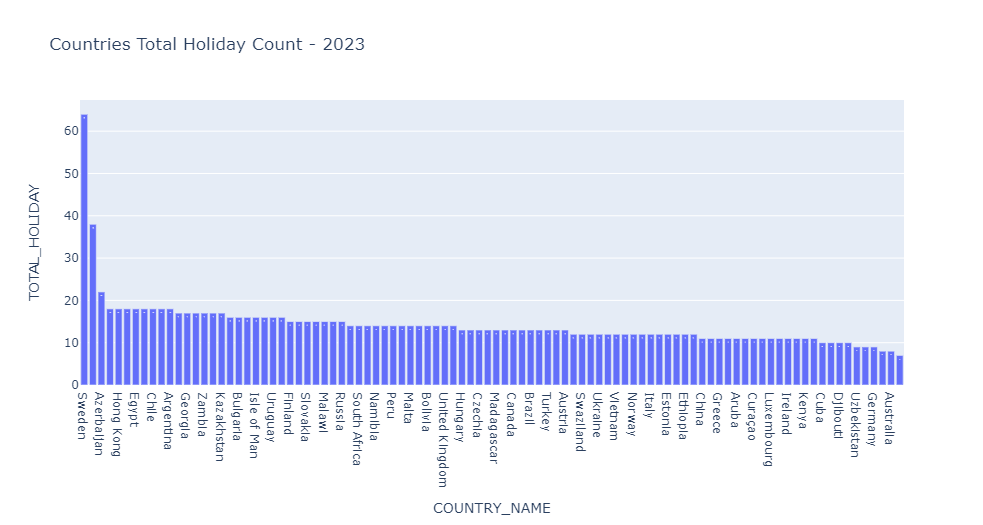 Countries Total Holiday Count - 2023
TOTAL_HOLIDAY
60
50
40
30
20
10
0
Sweden
Azerbaijan
Hong Kong
Egypt
Chile
Argentina
Georgia
Zambia
Kazakhstan
Bulgaria
Isle of Man
Uruguay
Finland
Slovakia
Malawi
Russia
South Africa
Namibia
Peru
Malta
Bolivia
United Kingdom
Hungary
Czechia
Madagascar
Canada
Brazil
Turkey
Austria
Swaziland
Ukraine
Vietnam
Norway
Italy
Estonia
Ethiopia
China
Greece
Aruba
Curaçao
Luxembourg
Ireland
Kenya
Cuba
Djibouti
Uzbekistan
Germany
Australia
COUNTRY_NAME